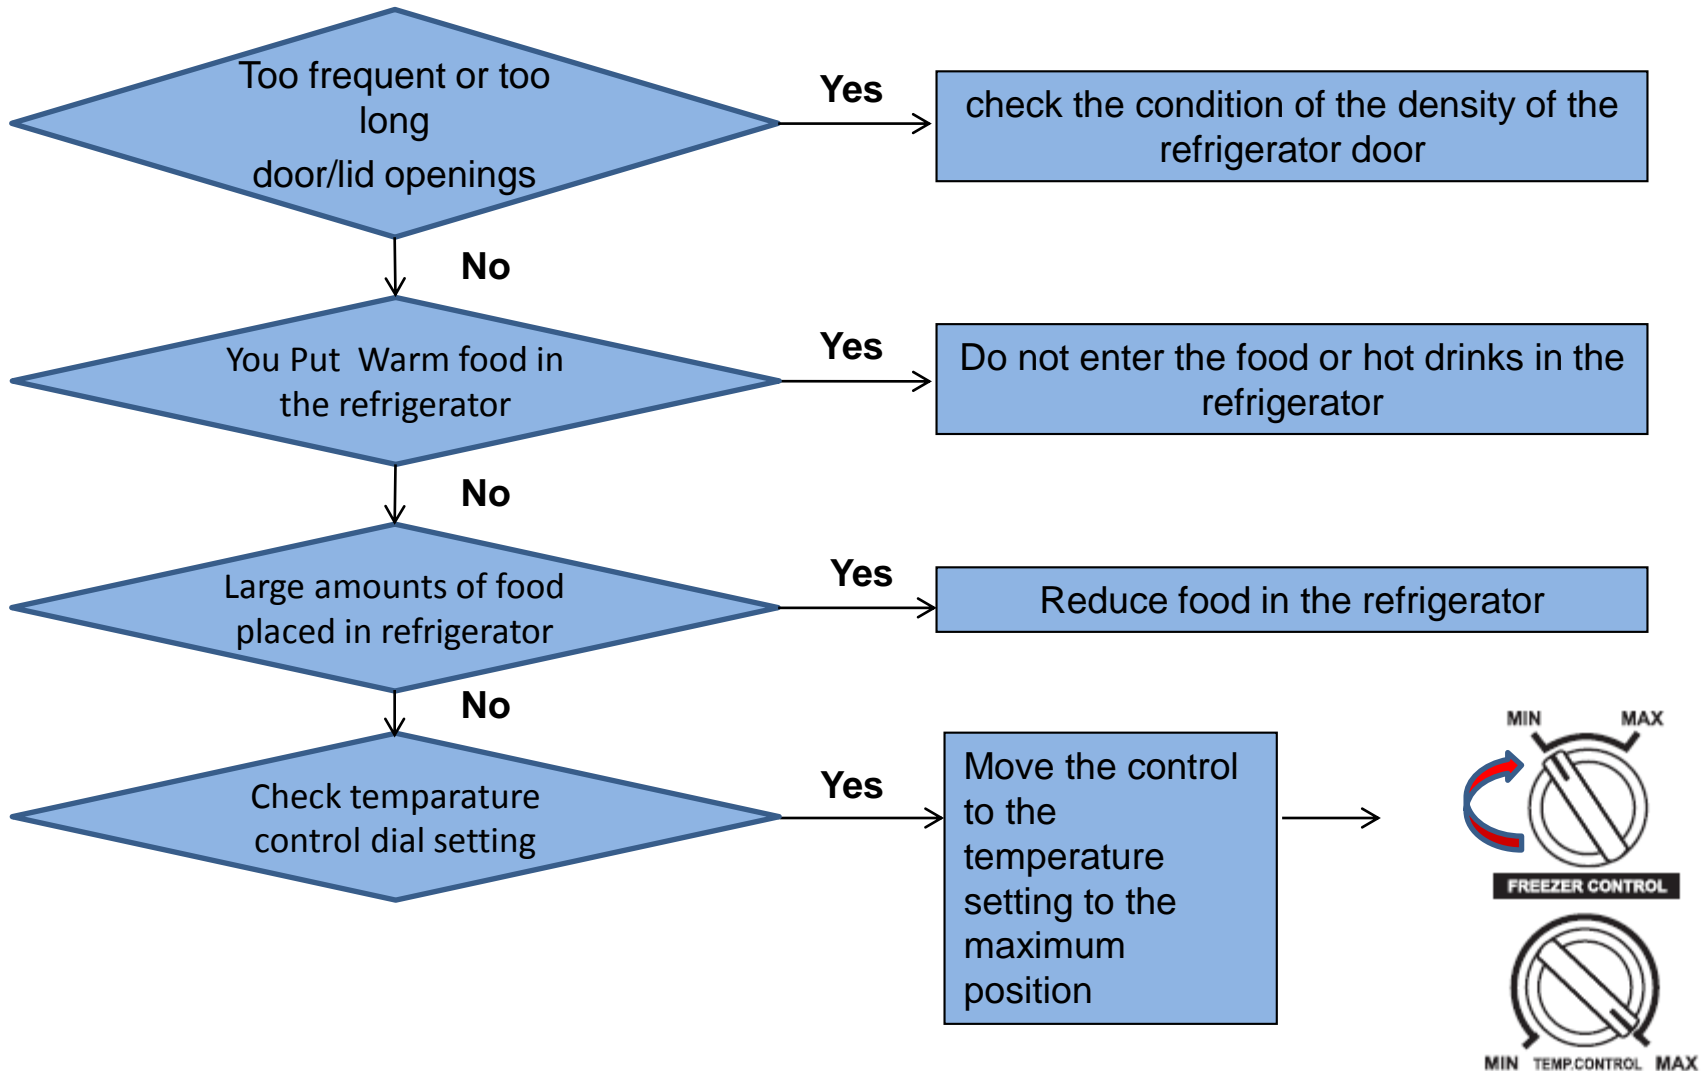 Too frequent or too
long
door/lid openings
Yes
check the condition of the density of the
refrigerator door
No
You Put  Warm food in
the refrigerator
Yes
Do not enter the food or hot drinks in the
refrigerator
No
Large amounts of food
placed in refrigerator
Yes
Reduce food in the refrigerator
No
Check temparature
control dial setting
Yes
Move the control
to the
temperature
setting to the
maximum
position
MIN MAX
FREEZER CONTROL
MIN TEMP.CONTROL MAX